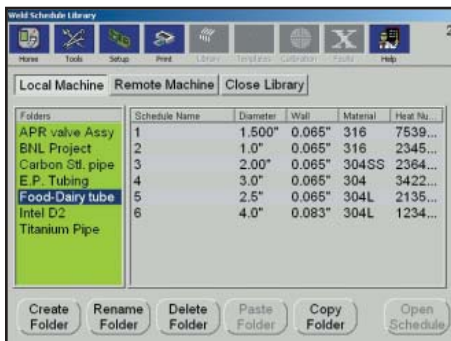 Weld Schedule Library
Home Tools Setup Print Library Templates Calibration Faults Help
2
Local Machine Remote Machine Close Library
Folders Schedule Name Diameter Wall Material Heat Nu...
APR valve Assy 1 1.500" 0.065" 316 7539...
BNL Project 2 1.0" 0.065" 316 2345...
Carbon Stl. pipe 3 2.00" 0.065" 304SS 2364...
E.P. Tubing 4 3.0" 0.065" 304 3422...
Food-Dairy tube 5 2.5" 0.065" 304L 2135...
Intel D2 6 4.0" 0.083" 304L 1234...
Titanium Pipe
Create Rename Delete Paste Copy Open
Folder Folder Folder Folder Folder Schedule